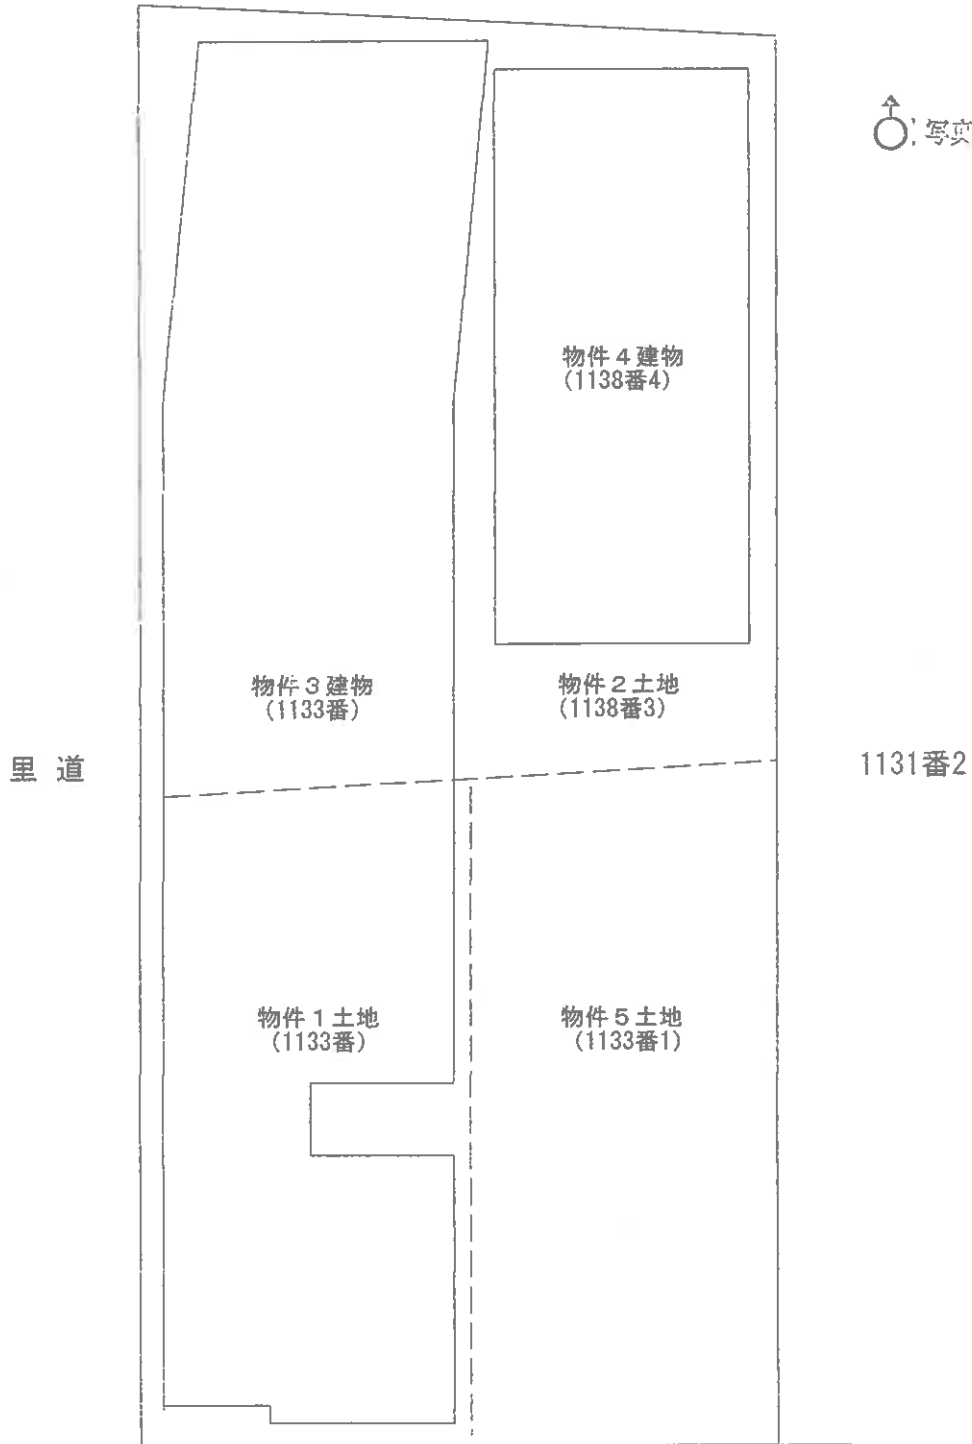 写真
物件4建物
(1138番4)
物件3建物
(1133番)
物件2土地
(1138番3)
里道
1131番2
物件1土地
(1133番)
物件5土地
(1133番1)